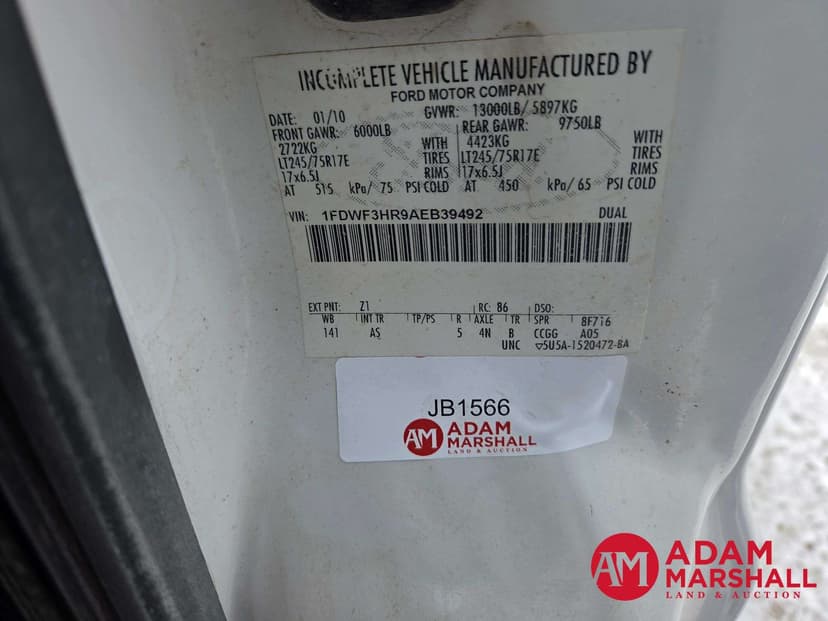 INCOMPLETE VEHICLE MANUFACTURED BY
FORD MOTOR COMPANY
DATE: 01/10 GVWR: 13000LB/ 5897KG
FRONT GAWR: 6000LB REAR GAWR: 9750LB
2722KG WITH 4423KG WITH
LT245/75R17E TIRES LT245/75R17E TIRES
17x6.5J RIMS 17x6.5J RIMS
AT 515 kPa/ 75 PSI COLD AT 450 kPa/ 65 PSI COLD
VIN: 1FDWF3HR9AEB39492 DUAL
EXT PNT: Z1 RC: 86 DSO:
WB INT TR TP/PS R AXLE TR SPR 8F716
141 AS 5 4N B CCGG A05
UNC ▽5U5A-1520472-BA
JB1566
AM ADAM
MARSHALL
LAND & AUCTION
AM ADAM
MARSHALL
LAND & AUCTION